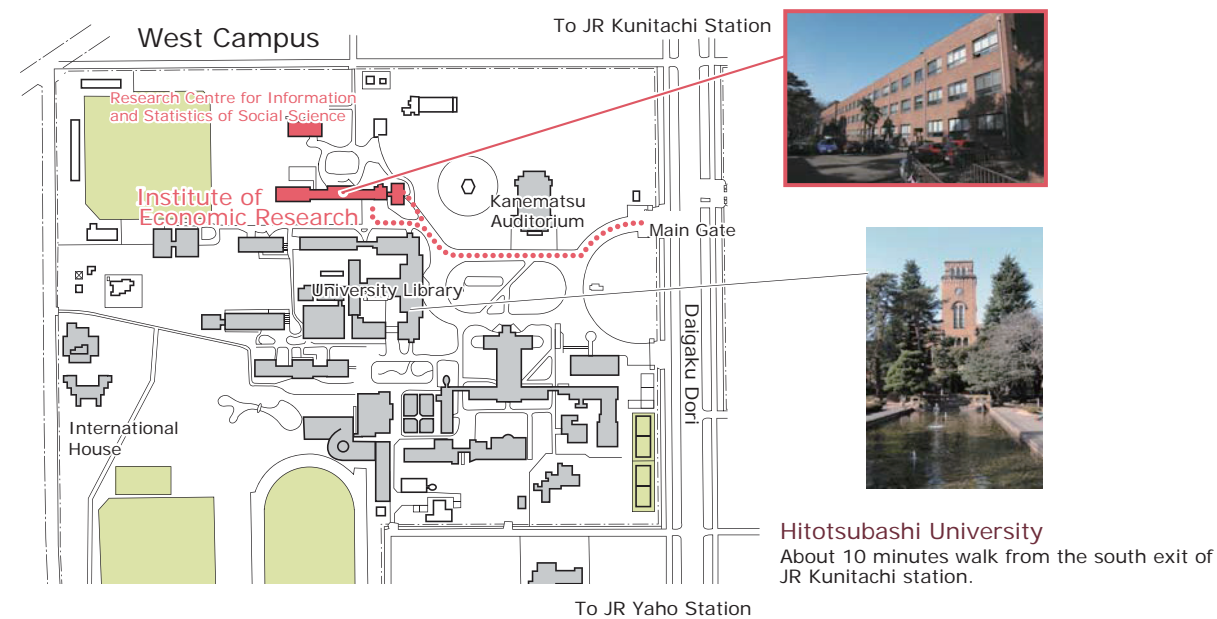 To JR Kunitachi Station
West Campus
Research Centre for Information
and Statistics of Social Science
Institute of
Economic Research
Kanematsu
Auditorium
Main Gate
University Library
Daigaku Dori
International
House
Hitotsubashi University
About 10 minutes walk from the south exit of
JR Kunitachi station.
To JR Yaho Station